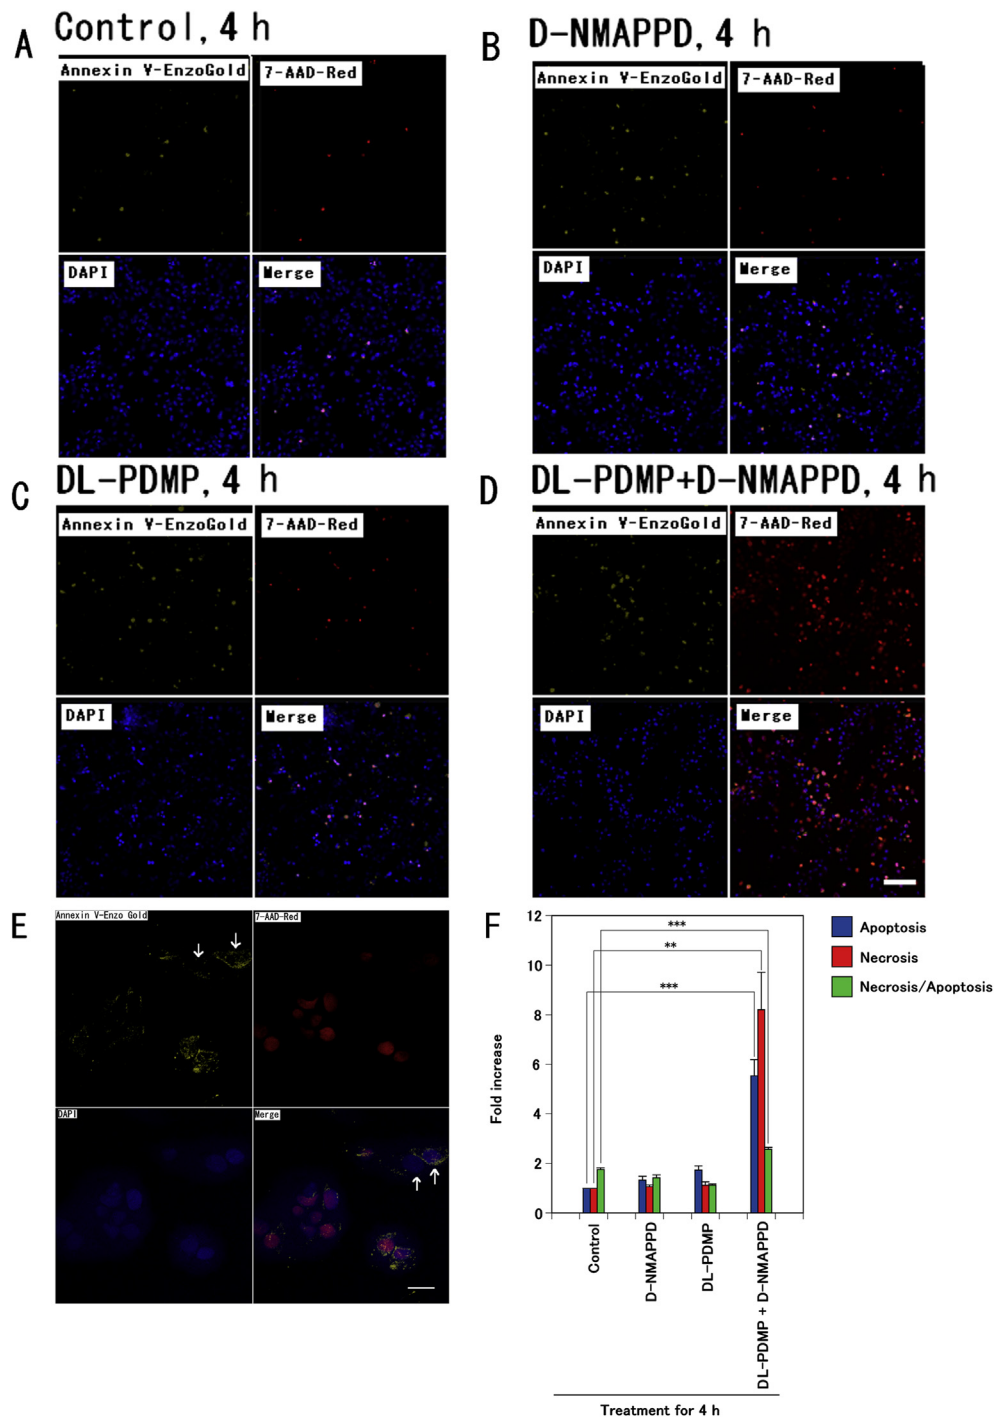 A
Control, 4 h
Annexin V-EnzoGold
7-AAD-Red
DAPI
Merge
B
D-NMAPPD, 4 h
Annexin V-EnzoGold
7-AAD-Red
DAPI
Merge
C
DL-PDMP, 4 h
Annexin V-EnzoGold
7-AAD-Red
DAPI
Merge
D
DL-PDMP+D-NMAPPD, 4 h
Annexin V-EnzoGold
7-AAD-Red
DAPI
Merge
E
Annexin V-Enzo Gold
7-AAD-Red
DAPI
Merge
F
12
10
8
6
4
2
0
Fold increase
***
**
***
Apoptosis
Necrosis
Necrosis/Apoptosis
Control
D-NMAPPD
DL-PDMP
DL-PDMP + D-NMAPPD
Treatment for 4 h